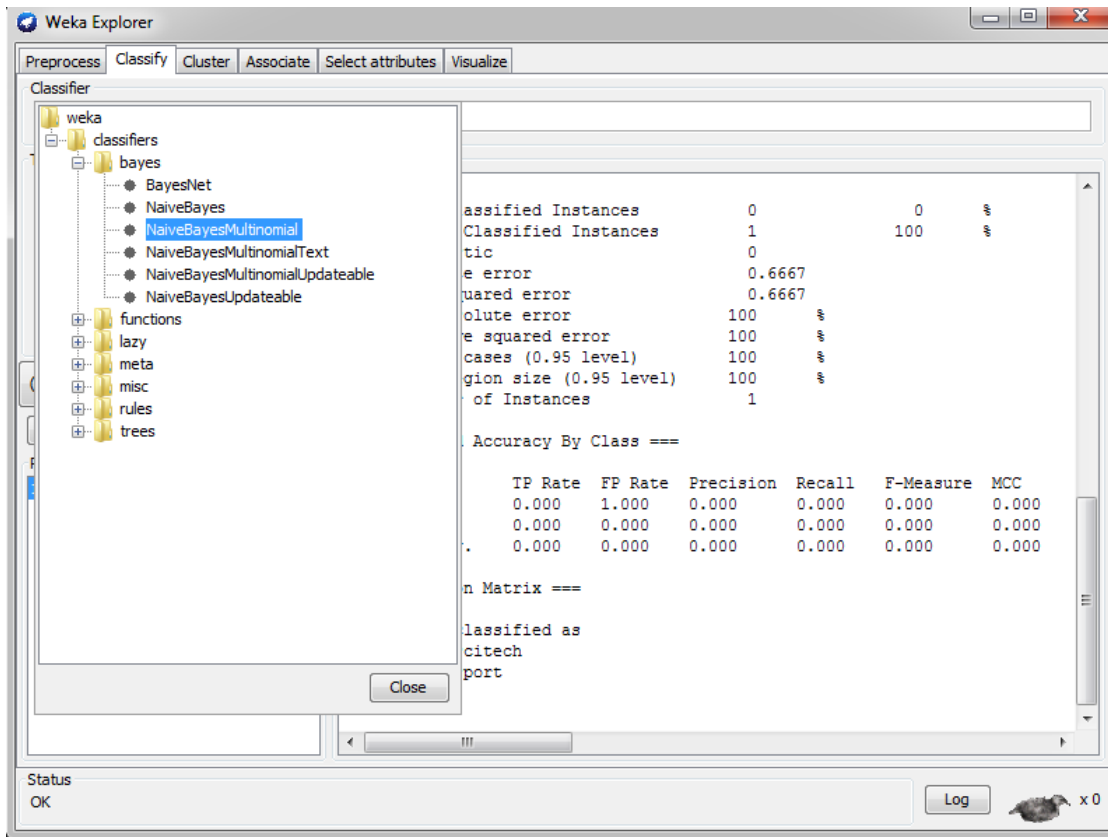 Weka Explorer
Preprocess Classify Cluster Associate Select attributes Visualize
Classifier
weka
classifiers
bayes
BayesNet
NaiveBayes
NaiveBayesMultinomial
NaiveBayesMultinomialText
NaiveBayesMultinomialUpdateable
NaiveBayesUpdateable
functions
lazy
meta
misc
rules
trees
Close
assified Instances 0 0 %
Classified Instances 1 100 %
tic 0
e error 0.6667
uared error 0.6667
olute error 100 %
e squared error 100 %
cases (0.95 level) 100 %
gion size (0.95 level) 100 %
of Instances 1
Accuracy By Class ===
TP Rate FP Rate Precision Recall F-Measure MCC
0.000 1.000 0.000 0.000 0.000 0.000
0.000 0.000 0.000 0.000 0.000 0.000
. 0.000 0.000 0.000 0.000 0.000 0.000
n Matrix ===
lassified as
citech
port
Status
OK
Log
x 0